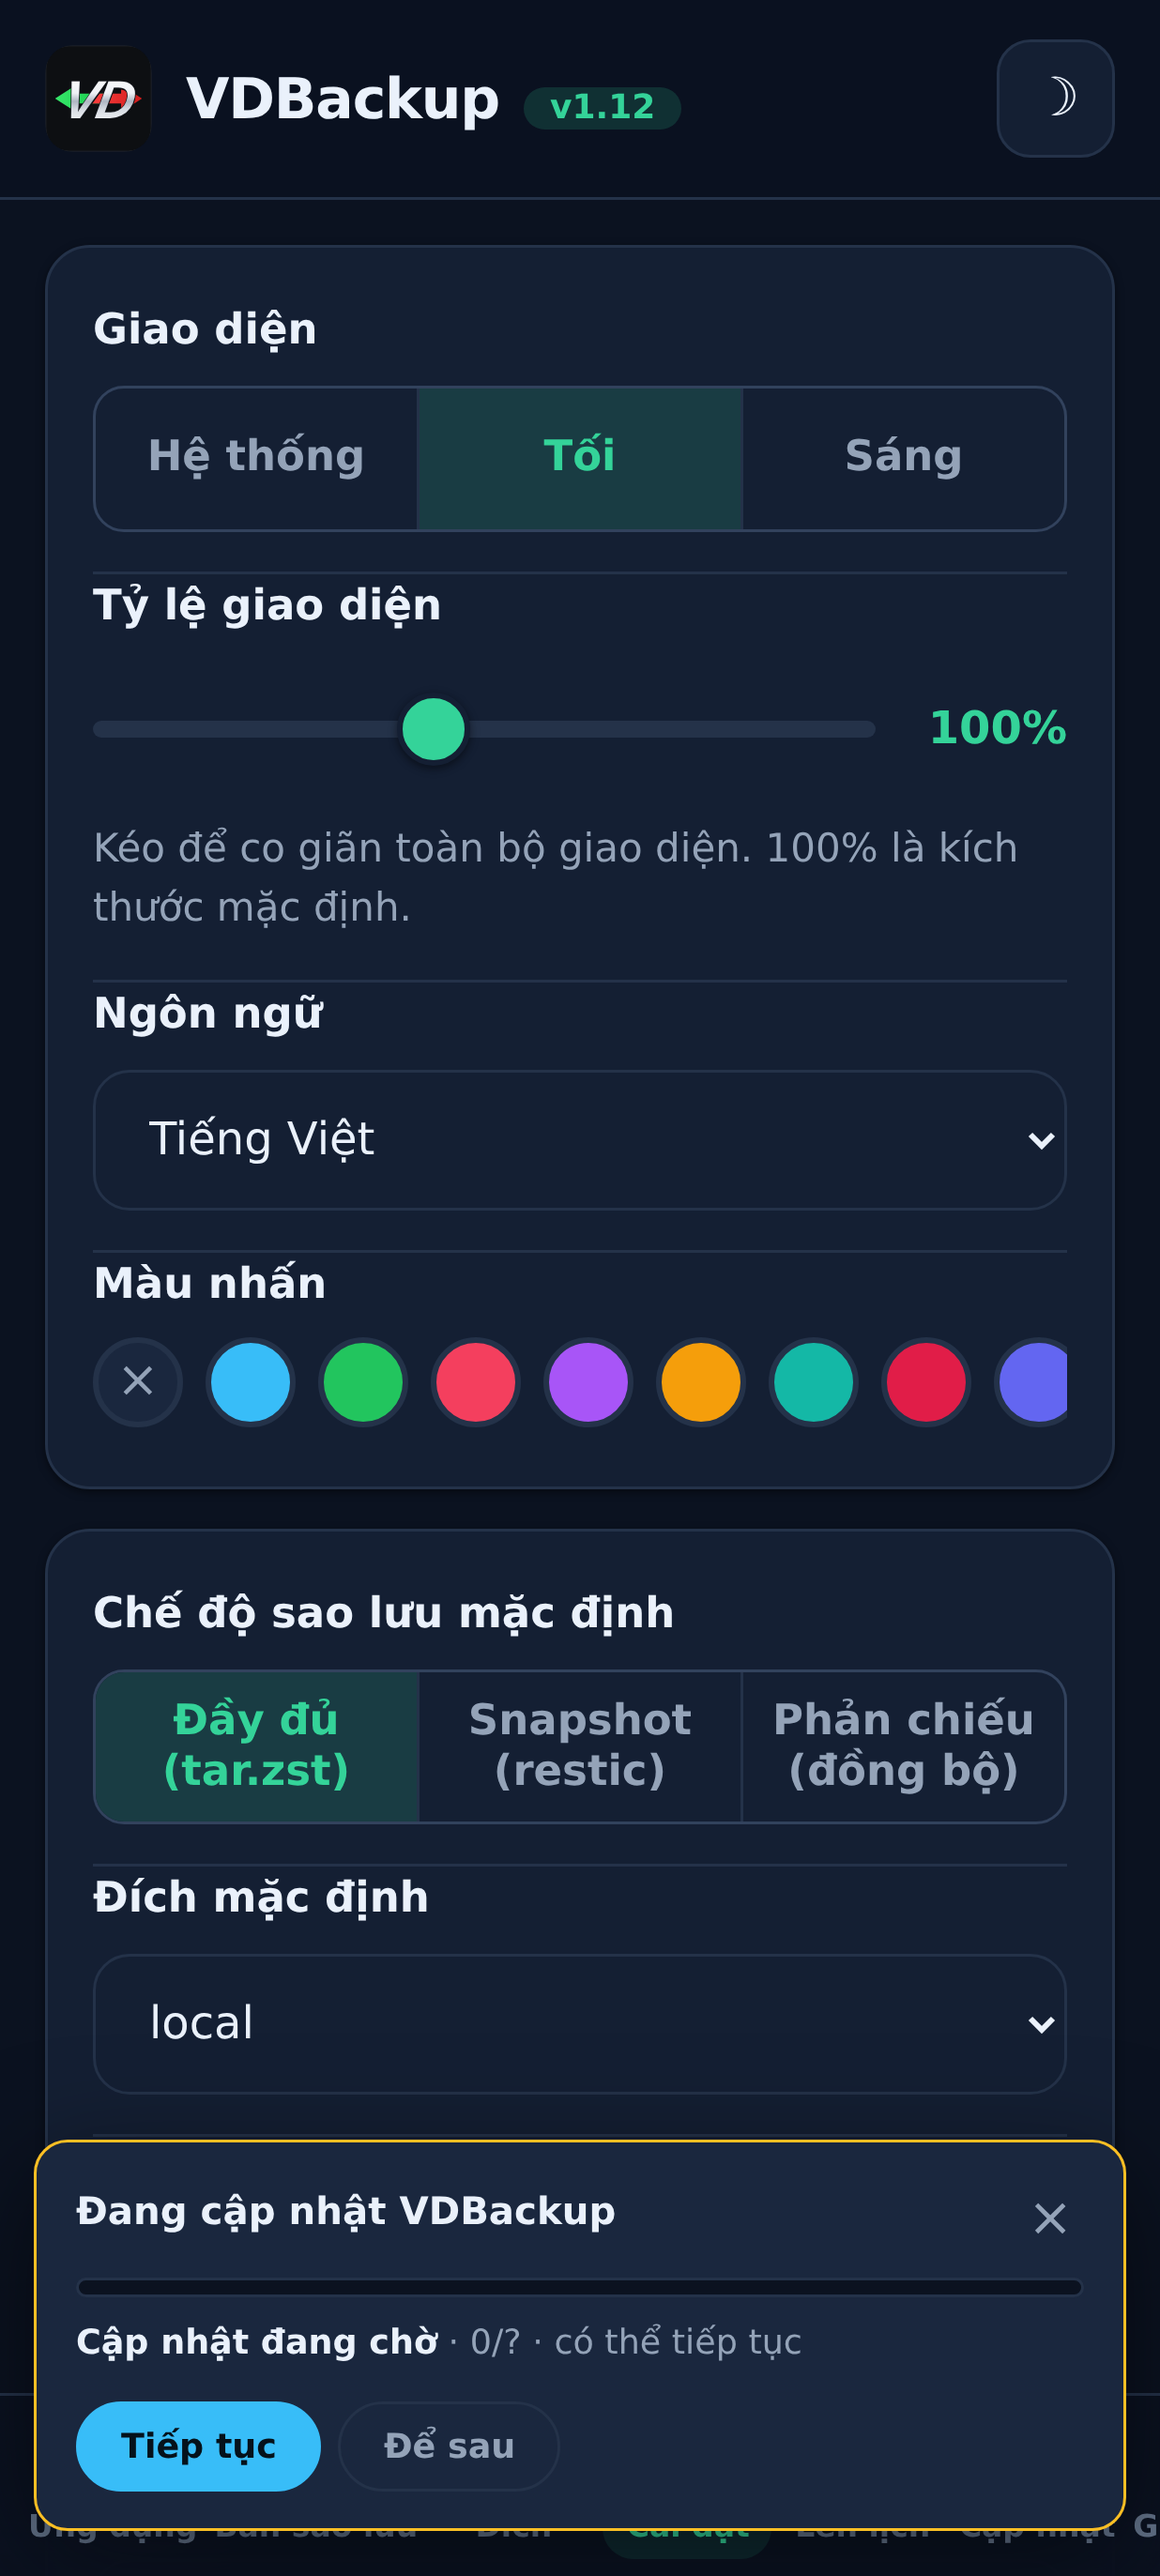 VD
VDBackup v1.12
Giao diện
Hệ thống Tối Sáng
Tỷ lệ giao diện
100%
Kéo để co giãn toàn bộ giao diện. 100% là kích
thước mặc định.
Ngôn ngữ
Tiếng Việt
Màu nhấn
Chế độ sao lưu mặc định
Đầy đủ
(tar.zst)
Snapshot
(restic)
Phản chiếu
(đồng bộ)
Đích mặc định
local
Đang cập nhật VDBackup
Cập nhật đang chờ · 0/? · có thể tiếp tục
Tiếp tục Để sau